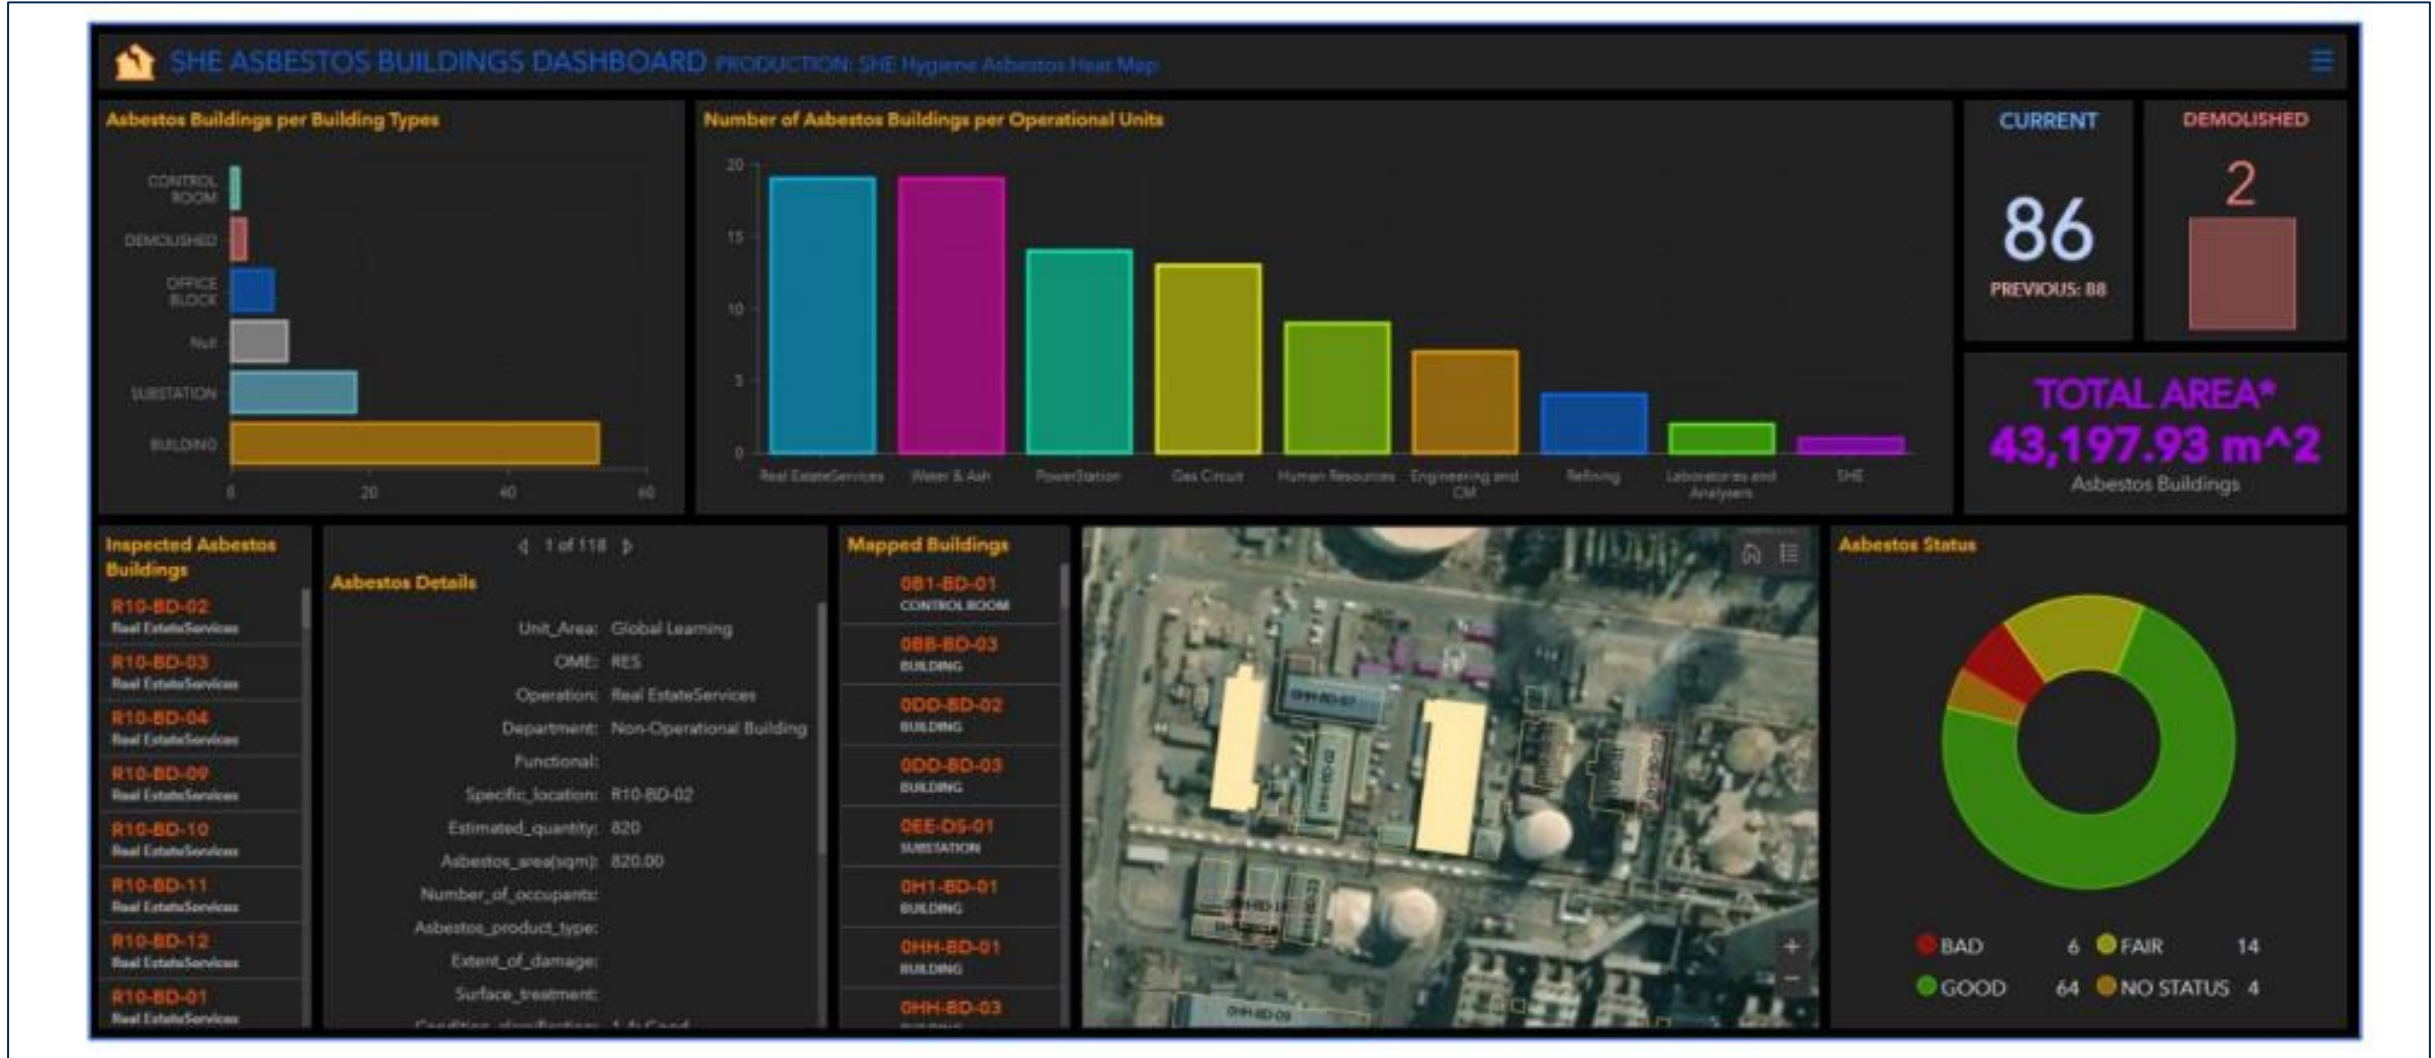 SHE ASBESTOS BUILDINGS DASHBOARD PRODUCTION: SHE Hygiene Asbestos Heat Map
Asbestos Buildings per Building Types
CONTROL
ROOM
DEMOLISHED
OFFICE
BLOCK
Null
SUBSTATION
BUILDING
0 20 40 60
Number of Asbestos Buildings per Operational Units
20
15
10
5
0
Real EstateServices Water & Ash PowerStation Gas Circuit Human Resources Engineering and CM Refining Laboratories and Analysers SHE
CURRENT
86
PREVIOUS: 88
DEMOLISHED
2
TOTAL AREA*
43,197.93 m^2
Asbestos Buildings
Inspected Asbestos
Buildings
R10-BD-02
Real EstateServices
R10-BD-03
Real EstateServices
R10-BD-04
Real EstateServices
R10-BD-09
Real EstateServices
R10-BD-10
Real EstateServices
R10-BD-11
Real EstateServices
R10-BD-12
Real EstateServices
R10-BD-01
Real EstateServices
1 of 118
Asbestos Details
Unit_Area: Global Learning
OME: RES
Operation: Real EstateServices
Department: Non-Operational Building
Functional:
Specific_location: R10-BD-02
Estimated_quantity: 820
Asbestos_area(sqm): 820.00
Number_of_occupants:
Asbestos_product_type:
Extent_of_damage:
Surface_treatment:
Mapped Buildings
0B1-BD-01
CONTROL ROOM
0BB-BD-03
BUILDING
0DD-BD-02
BUILDING
0DD-BD-03
BUILDING
0EE-DS-01
SUBSTATION
0H1-BD-01
BUILDING
0HH-BD-01
BUILDING
0HH-BD-03
0HH-BD-07
0HH-BD-09
Asbestos Status
BAD 6 FAIR 14
GOOD 64 NO STATUS 4